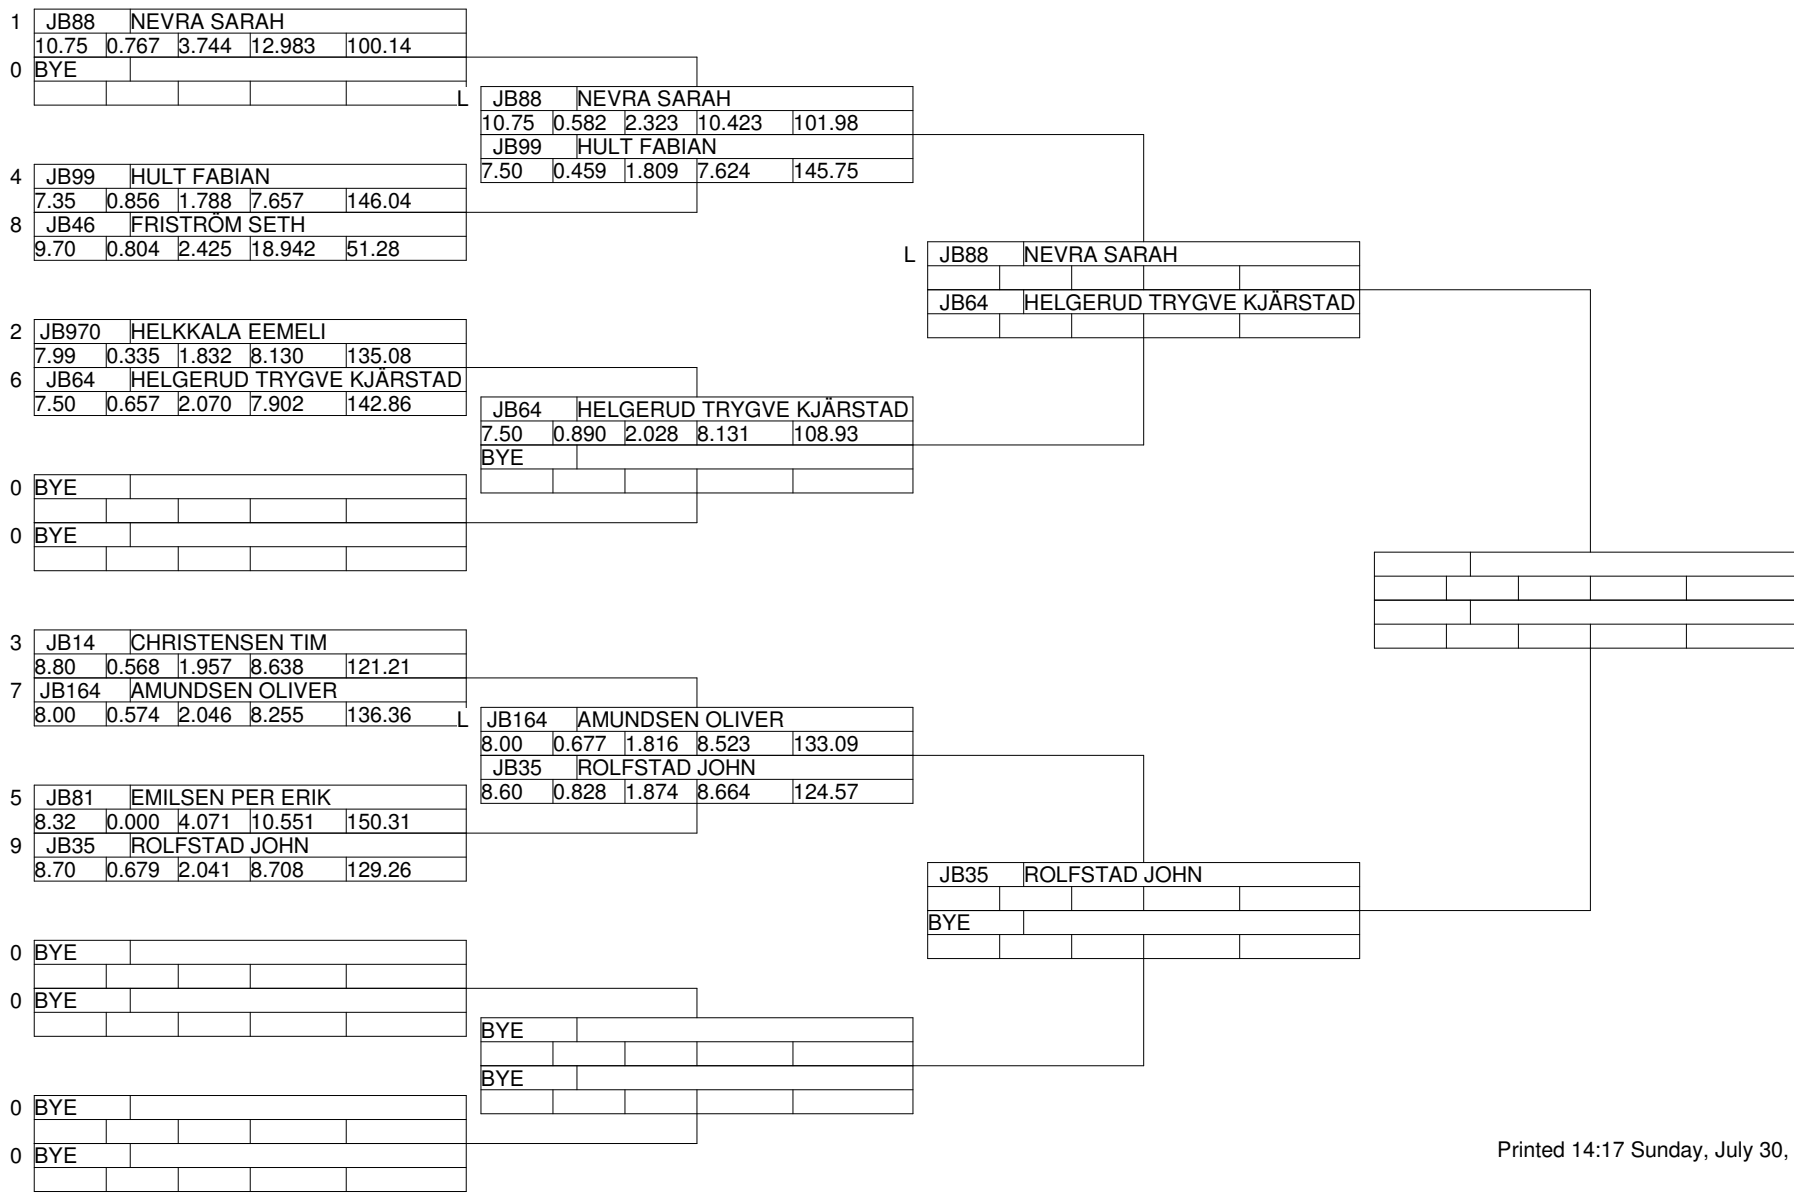 1 JB88 NEVRA SARAH
10.75 0.767 3.744 12.983 100.14
0 BYE
L
4 JB99 HULT FABIAN
7.35 0.856 1.788 7.657 146.04
8 JB46 FRISTRÖM SETH
9.70 0.804 2.425 18.942 51.28
2 JB970 HELKKALA EEMELI
7.99 0.335 1.832 8.130 135.08
6 JB64 HELGERUD TRYGVE KJÄRSTAD
7.50 0.657 2.070 7.902 142.86
0 BYE
0 BYE
3 JB14 CHRISTENSEN TIM
8.80 0.568 1.957 8.638 121.21
7 JB164 AMUNDSEN OLIVER
8.00 0.574 2.046 8.255 136.36
L
5 JB81 EMILSEN PER ERIK
8.32 0.000 4.071 10.551 150.31
9 JB35 ROLFSTAD JOHN
8.70 0.679 2.041 8.708 129.26
0 BYE
0 BYE
0 BYE
0 BYE
JB88 NEVRA SARAH
10.75 0.582 2.323 10.423 101.98
JB99 HULT FABIAN
7.50 0.459 1.809 7.624 145.75
JB64 HELGERUD TRYGVE KJÄRSTAD
7.50 0.890 2.028 8.131 108.93
BYE
JB164 AMUNDSEN OLIVER
8.00 0.677 1.816 8.523 133.09
JB35 ROLFSTAD JOHN
8.60 0.828 1.874 8.664 124.57
BYE
BYE
L JB88 NEVRA SARAH
JB64 HELGERUD TRYGVE KJÄRSTAD
JB35 ROLFSTAD JOHN
BYE
Printed 14:17 Sunday, July 30,